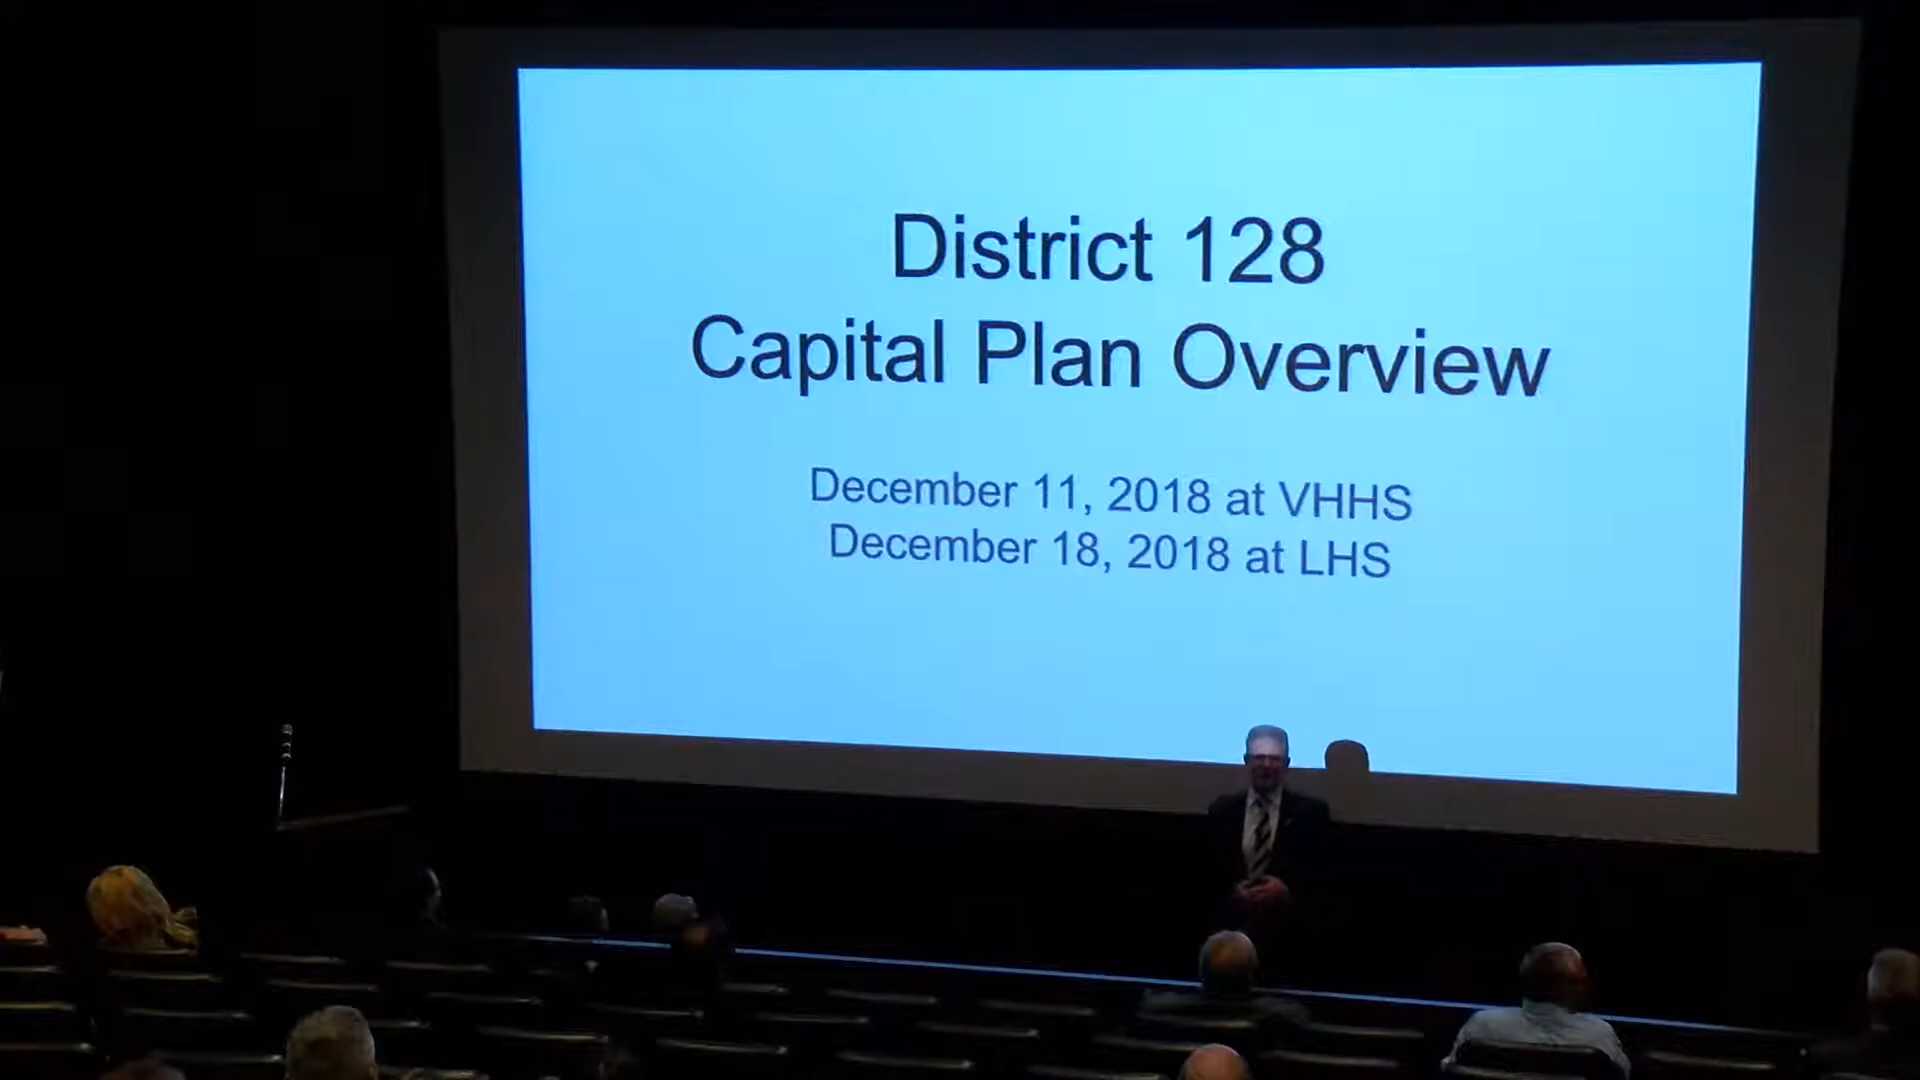 District 128
Capital Plan Overview
December 11, 2018 at VHHS
December 18, 2018 at LHS